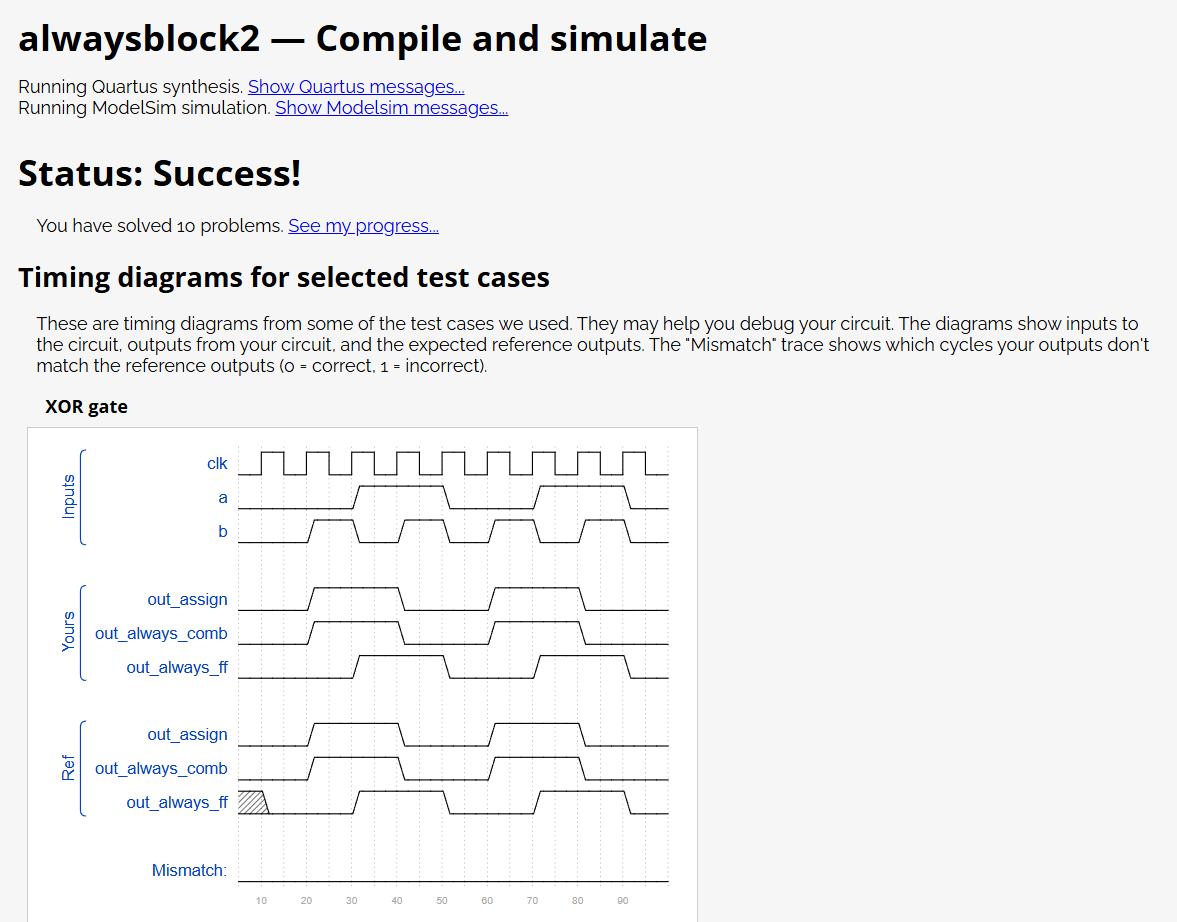 alwaysblock2 — Compile and simulate
Running Quartus synthesis. Show Quartus messages...
Running ModelSim simulation. Show Modelsim messages...
Status: Success!
You have solved 10 problems. See my progress...
Timing diagrams for selected test cases
These are timing diagrams from some of the test cases we used. They may help you debug your circuit. The diagrams show inputs to
the circuit, outputs from your circuit, and the expected reference outputs. The "Mismatch" trace shows which cycles your outputs don't
match the reference outputs (0 = correct, 1 = incorrect).
XOR gate
Inputs
clk
a
b
Yours
out_assign
out_always_comb
out_always_ff
Ref
out_assign
out_always_comb
out_always_ff
Mismatch:
10 20 30 40 50 60 70 80 90